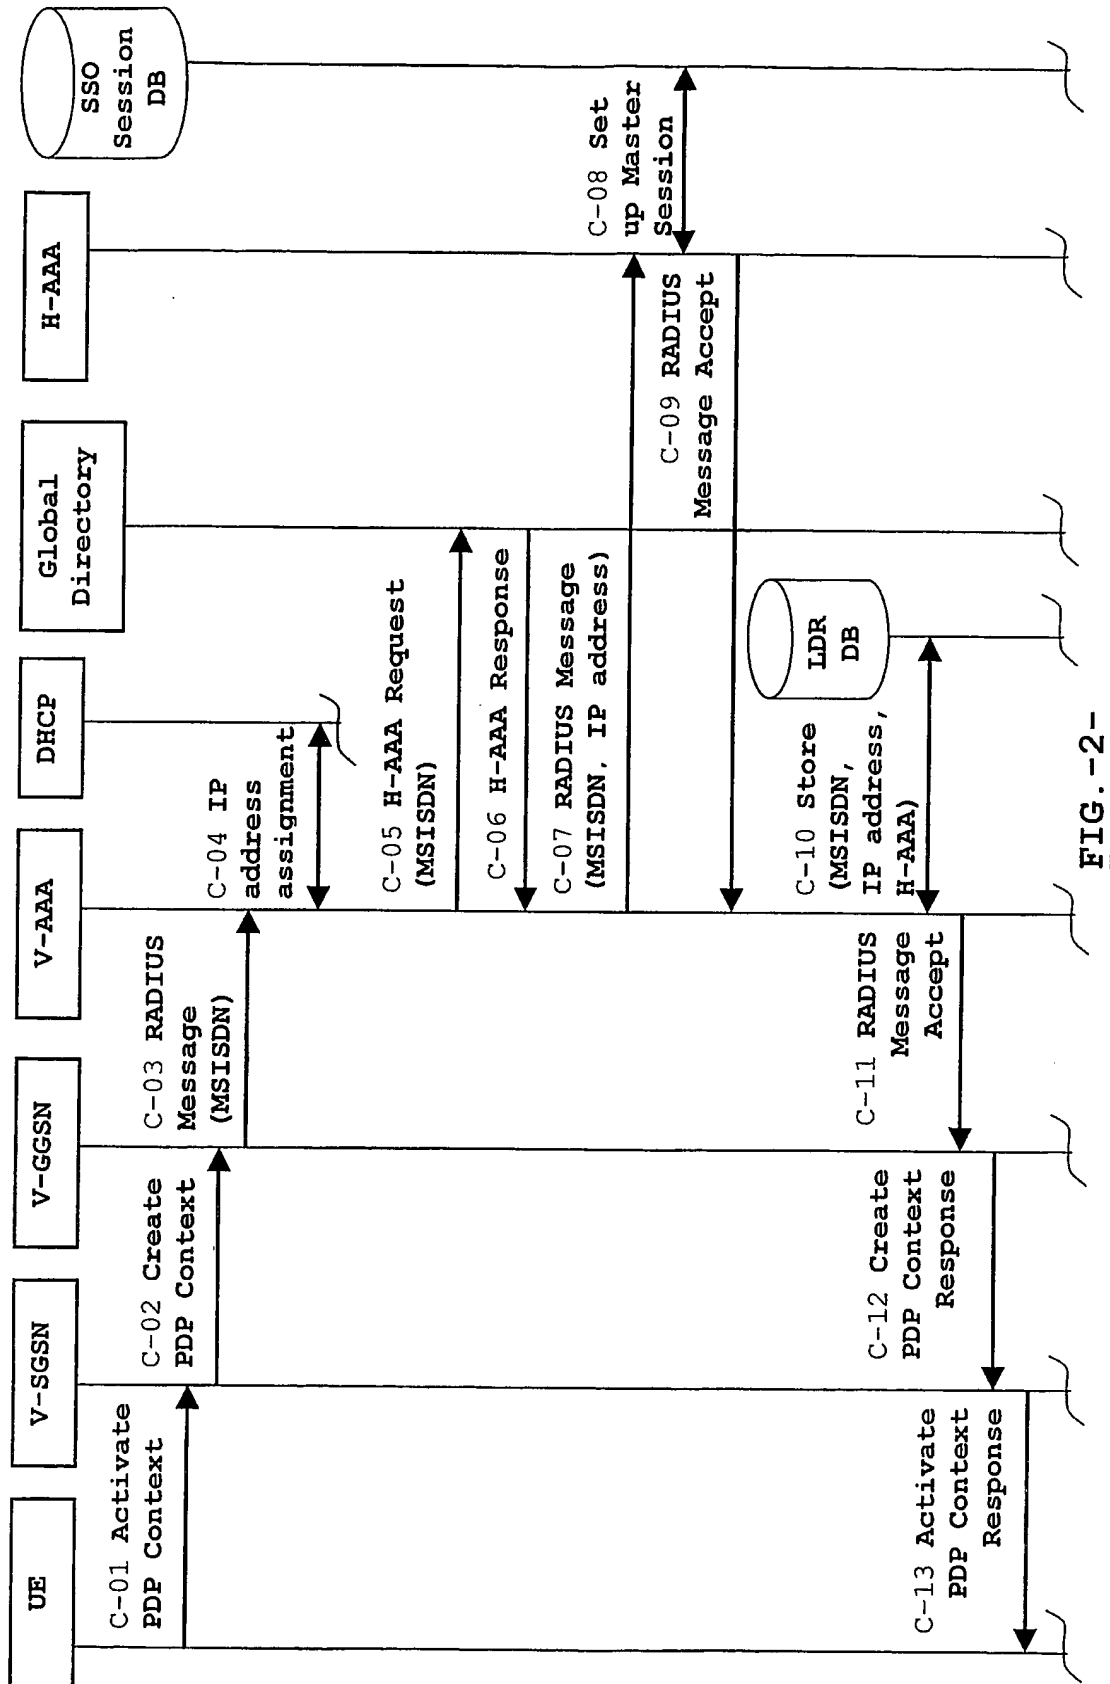 UE
V-SGSN
V-GGSN
V-AAA
DHCP
Global
Directory
H-AAA
SSO
Session
DB
C-01 Activate
PDP Context
C-02 Create
PDP Context
C-03 RADIUS
Message
(MSISDN)
C-04 IP
address
assignment
C-05 H-AAA Request
(MSISDN)
C-06 H-AAA Response
C-07 RADIUS Message
(MSISDN, IP address)
C-08 Set
up Master
Session
C-09 RADIUS
Message Accept
LDR
DB
C-10 Store
(MSISDN,
IP address,
H-AAA)
C-11 RADIUS
Message
Accept
C-12 Create
PDP Context
Response
C-13 Activate
PDP Context
Response
FIG.-2-